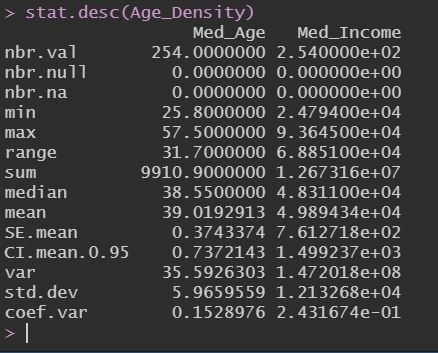 > stat.desc(Age_Density)
Med_Age Med_Income
nbr.val 254.0000000 2.540000e+02
nbr.null 0.0000000 0.000000e+00
nbr.na 0.0000000 0.000000e+00
min 25.8000000 2.479400e+04
max 57.5000000 9.364500e+04
range 31.7000000 6.885100e+04
sum 9910.9000000 1.267316e+07
median 38.5500000 4.831100e+04
mean 39.0192913 4.989434e+04
SE.mean 0.3743374 7.612718e+02
CI.mean.0.95 0.7372143 1.499237e+03
var 35.5926303 1.472018e+08
std.dev 5.9659559 1.213268e+04
coef.var 0.1528976 2.431674e-01
>